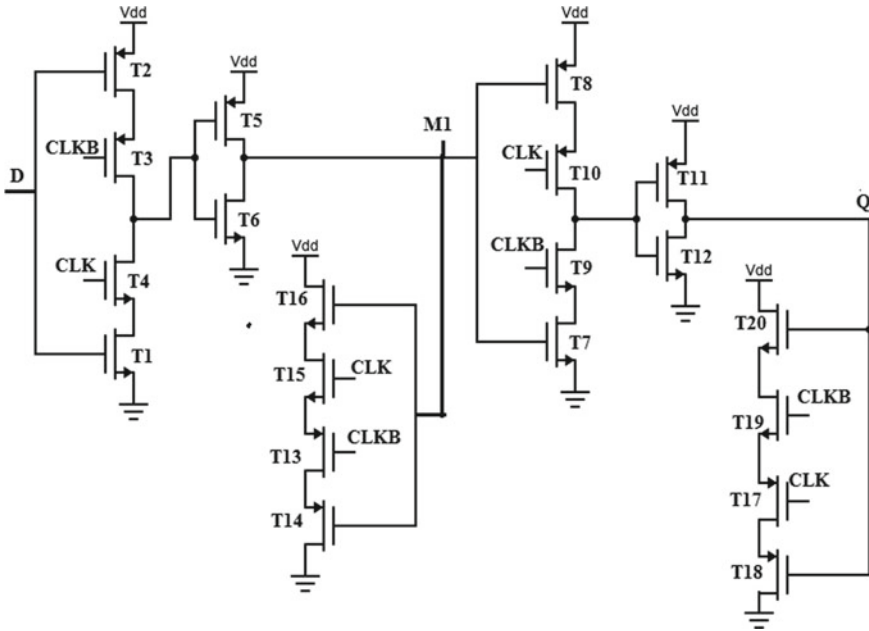 Vdd
T2
CLKB
T3
D
CLK
T4
T1
Vdd
T5
T6
M1
Vdd
T16
T15
CLK
T13
CLKB
T14
Vdd
T8
CLK
T10
CLKB
T9
T7
Vdd
T11
T12
Q
Vdd
T20
CLKB
T19
CLK
T17
T18